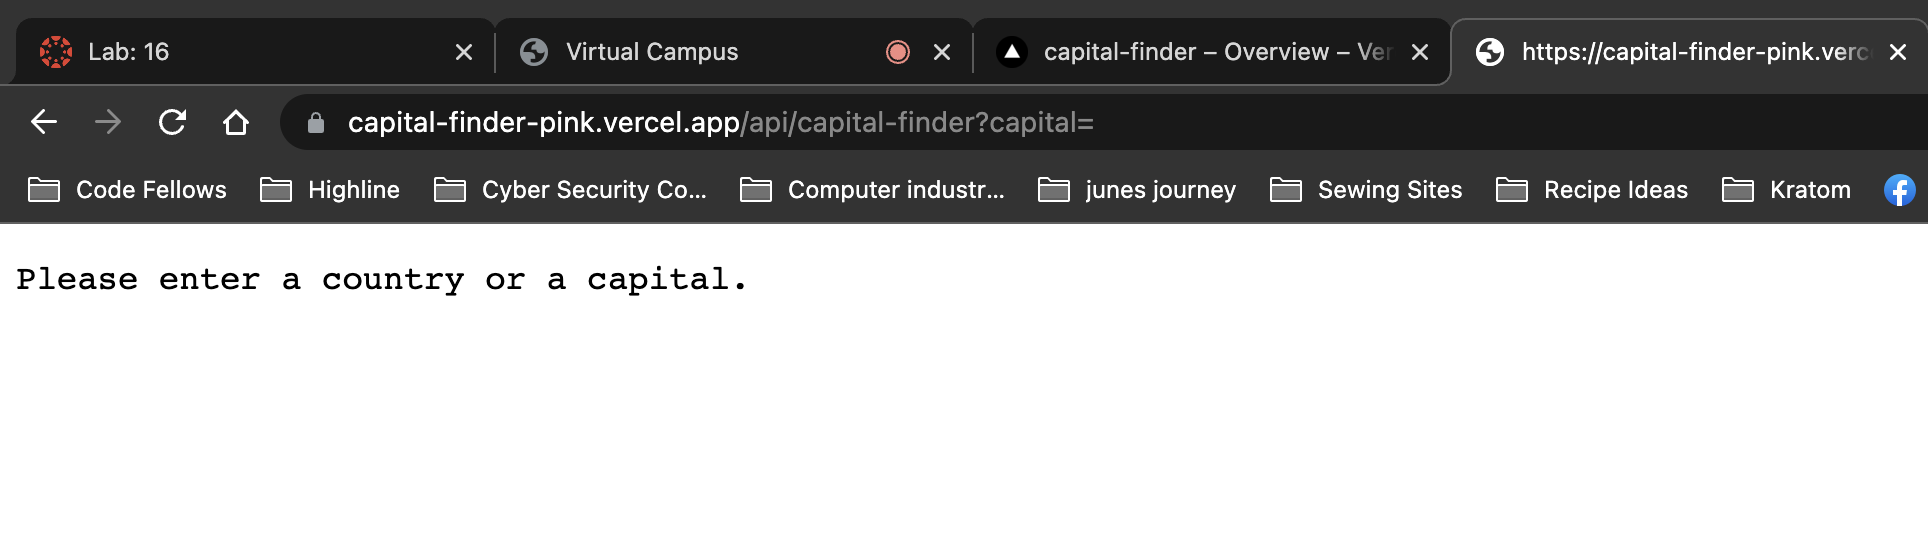 Lab: 16
Virtual Campus
capital-finder – Overview – Ver
https://capital-finder-pink.verc
capital-finder-pink.vercel.app/api/capital-finder?capital=
Code Fellows Highline Cyber Security Co... Computer industr... junes journey Sewing Sites Recipe Ideas Kratom
Please enter a country or a capital.